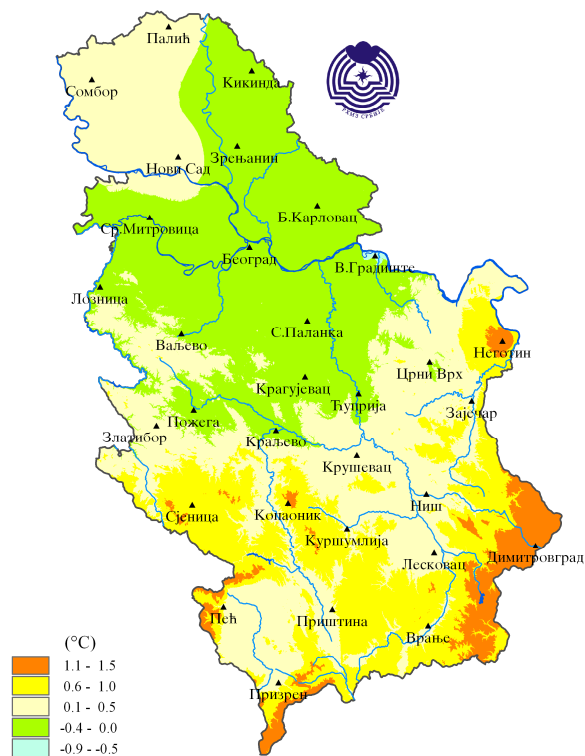 Палић
Сомбор
Кикинда
РХМЗ СРБИЈЕ
Нови Сад
Зрењанин
Б.Карловац
Ср.Митровица
Београд
В.Градиште
Лозница
Ваљево
С.Паланка
Неготин
Црни Врх
Крагујевац
Ћуприја
Зајечар
Пожега
Златибор
Краљево
Крушевац
Ниш
Сјеница
Копаоник
Куршумлија
Димитровград
Лесковац
Пећ
Приштина
Врање
Призрен
(°C)
1.1 - 1.5
0.6 - 1.0
0.1 - 0.5
-0.4 - 0.0
-0.9 - -0.5